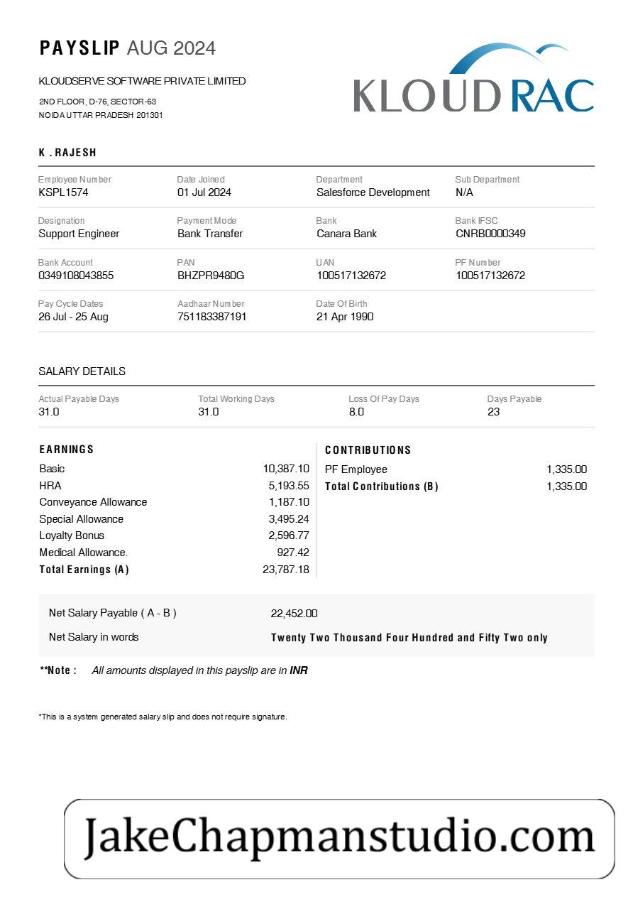 PAYSLIP AUG 2024
KLOUDSERVE SOFTWARE PRIVATE LIMITED
2ND FLOOR, D-76, SECTOR-63
NOIDA UTTAR PRADESH 201301
KLOUDRAC
K . RAJESH
Employee Number Date Joined Department Sub Department
KSPL1574 01 Jul 2024 Salesforce Development N/A
Designation Payment Mode Bank Bank IFSC
Support Engineer Bank Transfer Canara Bank CNRB0000349
Bank Account PAN UAN PF Number
0349108043855 BHZPR9480G 100517132672 100517132672
Pay Cycle Dates Aadhaar Number Date Of Birth
26 Jul - 25 Aug 751183387191 21 Apr 1990
SALARY DETAILS
Actual Payable Days Total Working Days Loss Of Pay Days Days Payable
31.0 31.0 8.0 23
EARNINGS CONTRIBUTIONS
Basic 10,387.10 PF Employee 1,335.00
HRA 5,193.55 Total Contributions (B) 1,335.00
Conveyance Allowance 1,187.10
Special Allowance 3,495.24
Loyalty Bonus 2,596.77
Medical Allowance. 927.42
Total Earnings (A) 23,787.18
Net Salary Payable ( A - B ) 22,452.00
Net Salary in words Twenty Two Thousand Four Hundred and Fifty Two only
**Note : All amounts displayed in this payslip are in INR
*This is a system generated salary slip and does not require signature.
JakeChapmanstudio.com